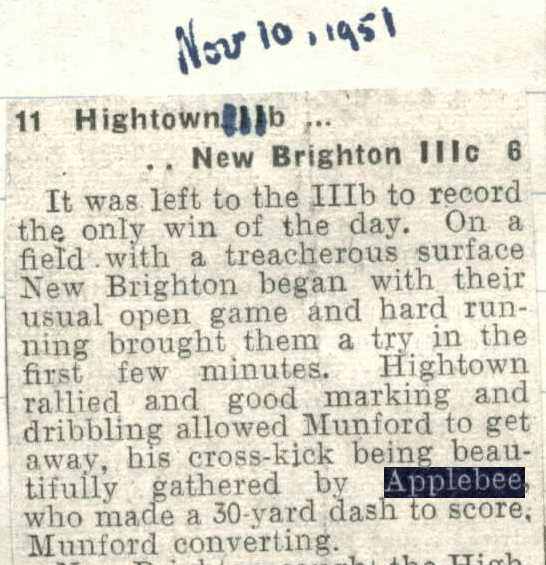 Nov 10, 1951
11 Hightown IIIb ...
.. New Brighton IIIc 6
It was left to the IIIb to record
the only win of the day. On a
field with a treacherous surface
New Brighton began with their
usual open game and hard run-
ning brought them a try in the
first few minutes. Hightown
rallied and good marking and
dribbling allowed Munford to get
away, his cross-kick being beau-
tifully gathered by Applebee,
who made a 30-yard dash to score,
Munford converting.
the High-